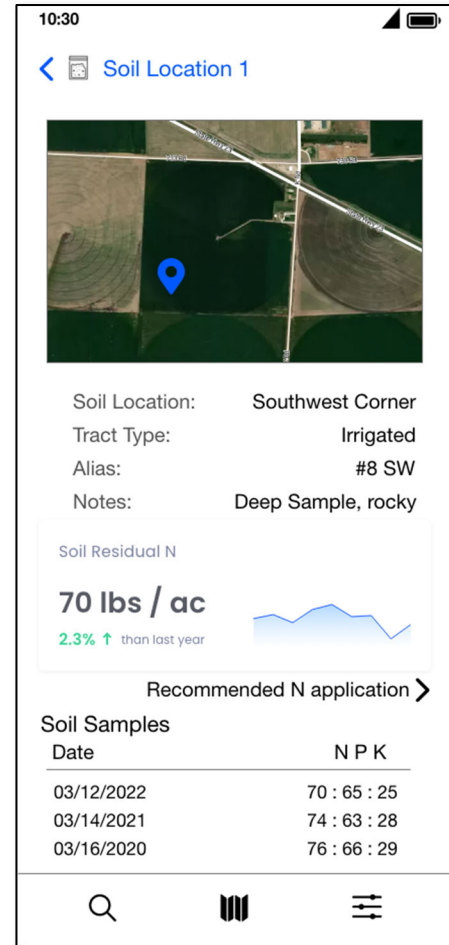 10:30
Soil Location 1
Soil Location: Southwest Corner
Tract Type: Irrigated
Alias: #8 SW
Notes: Deep Sample, rocky
Soil Residual N
70 lbs / ac
2.3% ↑ than last year
Recommended N application
Soil Samples
Date N P K
03/12/2022 70 : 65 : 25
03/14/2021 74 : 63 : 28
03/16/2020 76 : 66 : 29